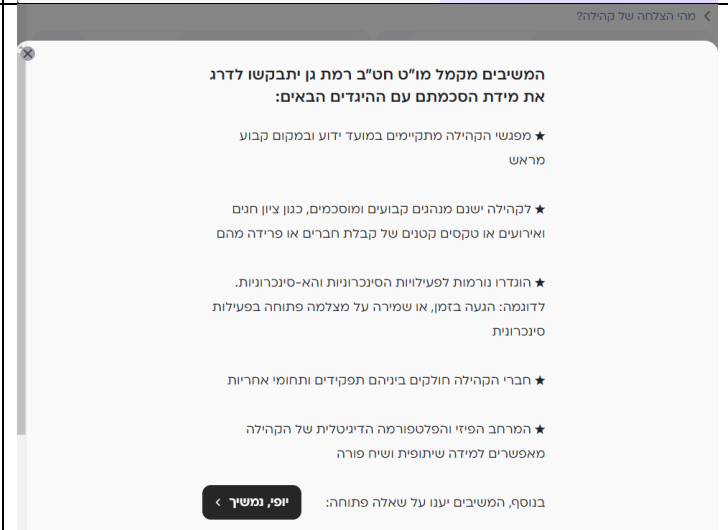 מהי הצלחה של קהילה?
המשיבים מקמל מו"ט חט"ב רמת גן יתבקשו לדרג
את מידת הסכמתם עם ההיגדים הבאים:
★ מפגשי הקהילה מתקיימים במועד ידוע ובמקום קבוע
מראש
★ לקהילה ישנם מנהגים קבועים ומוסכמים, כגון ציון חגים
ואירועים או טקסים קטנים של קבלת חברים או פרידה מהם
★ הוגדרו נורמות לפעילויות הסינכרוניות והא-סינכרוניות.
לדוגמה: הגעה בזמן, או שמירה על מצלמה פתוחה בפעילות
סינכרונית
★ חברי הקהילה חולקים ביניהם תפקידים ותחומי אחריות
★ המרחב הפיזי והפלטפורמה הדיגיטלית של הקהילה
מאפשרים למידה שיתופית ושיח פורה
בנוסף, המשיבים יענו על שאלה פתוחה:
יופי, נמשיך